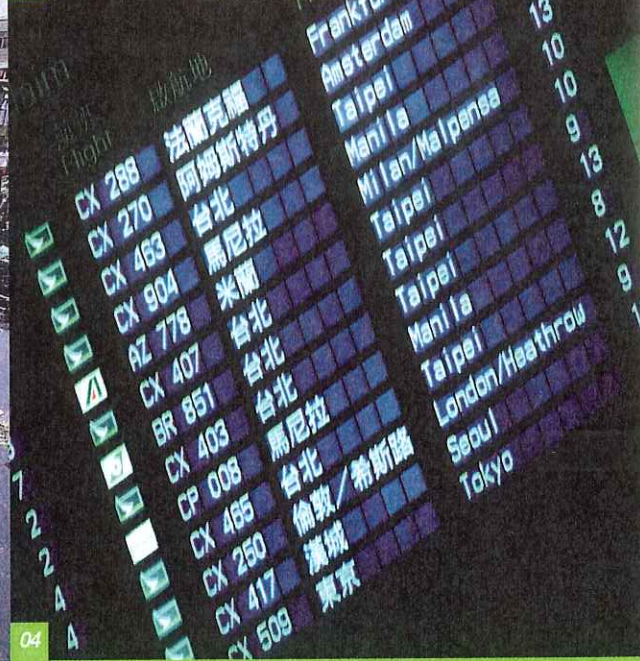 航班 啟航地
Flight
CX 288 法蘭克福
CX 270 阿姆斯特丹 Amsterdam
CX 463 台北 Taipei
CX 904 馬尼拉 Manila
AZ 778 米蘭 Milan/Malpensa
CX 407 台北 Taipei
BR 851 台北 Taipei
CX 403 台北 Taipei
CP 008 馬尼拉 Manila
CX 465 台北 Taipei
CX 250 倫敦/希斯路 London/Heathrow
CX 417 漢城 Seoul
CX 509 東京 Tokyo
13
10
10
9
13
8
12
9
7
2
2
4
4
04